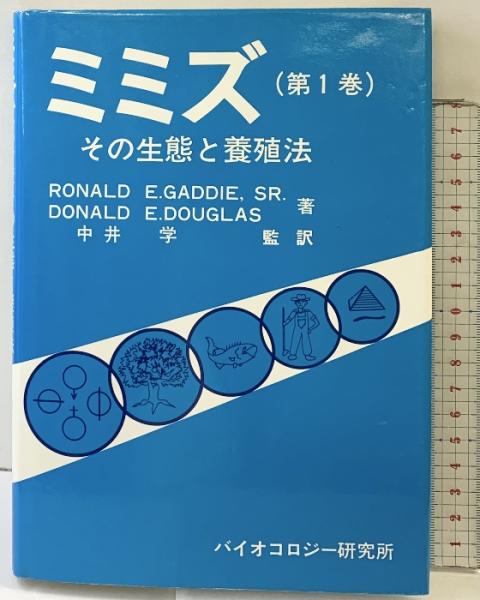 ミミズ（第１巻）
その生態と養殖法
RONALD E.GADDIE, SR.
DONALD E.DOUGLAS 著
中井 学 監訳
バイオコロジー研究所